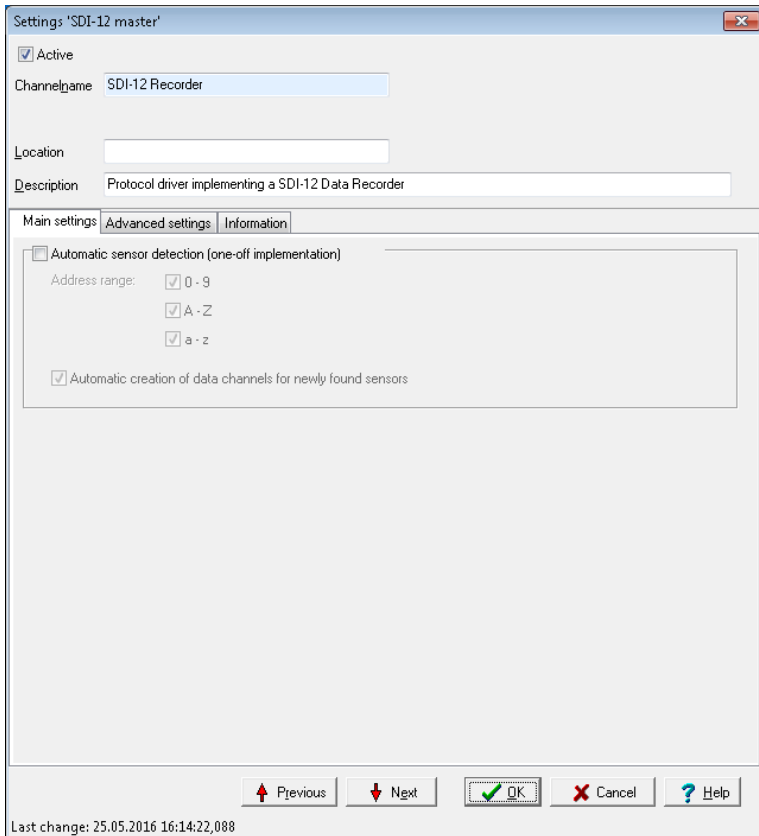 Settings 'SDI-12 master'
Active
Channelname SDI-12 Recorder
Location
Description Protocol driver implementing a SDI-12 Data Recorder
Main settings Advanced settings Information
Automatic sensor detection (one-off implementation)
Address range: 0 - 9
A - Z
a - z
Automatic creation of data channels for newly found sensors
Previous Next OK Cancel ? Help
Last change: 25.05.2016 16:14:22,088